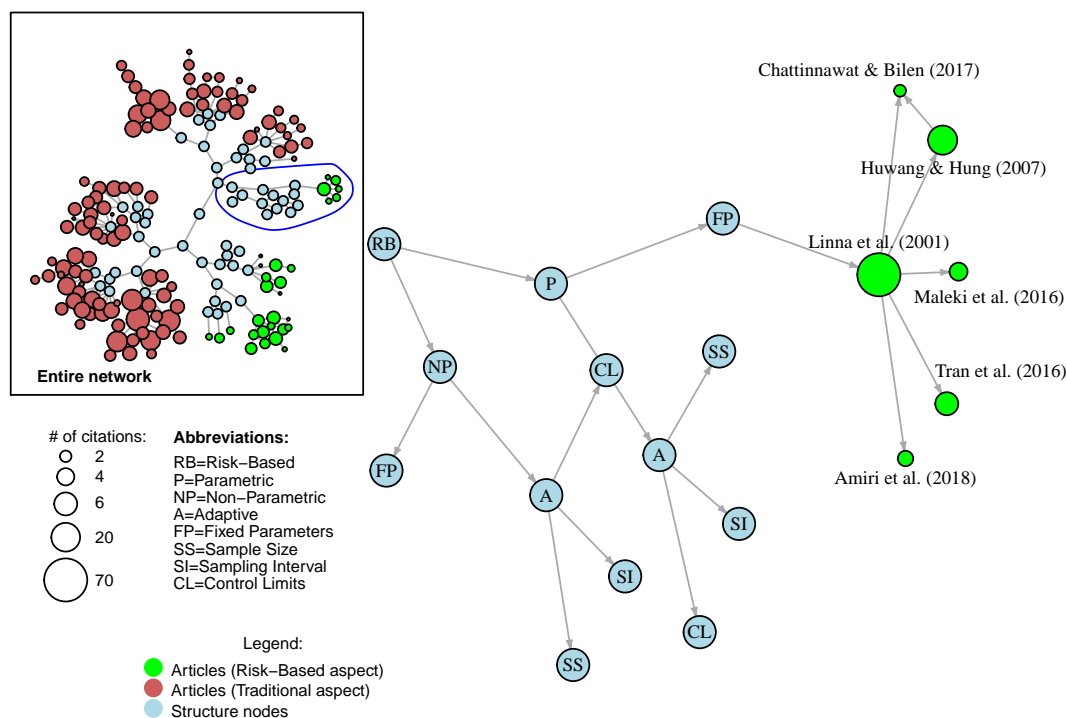 Entire network
# of citations:
2
4
6
20
70
Abbreviations:
RB=Risk−Based
P=Parametric
NP=Non−Parametric
A=Adaptive
FP=Fixed Parameters
SS=Sample Size
SI=Sampling Interval
CL=Control Limits
Legend:
Articles (Risk−Based aspect)
Articles (Traditional aspect)
Structure nodes
RB
P
FP
NP
CL
SS
FP
A
A
SI
SI
CL
SS
Chattinnawat & Bilen (2017)
Huwang & Hung (2007)
Linna et al. (2001)
Maleki et al. (2016)
Tran et al. (2016)
Amiri et al. (2018)